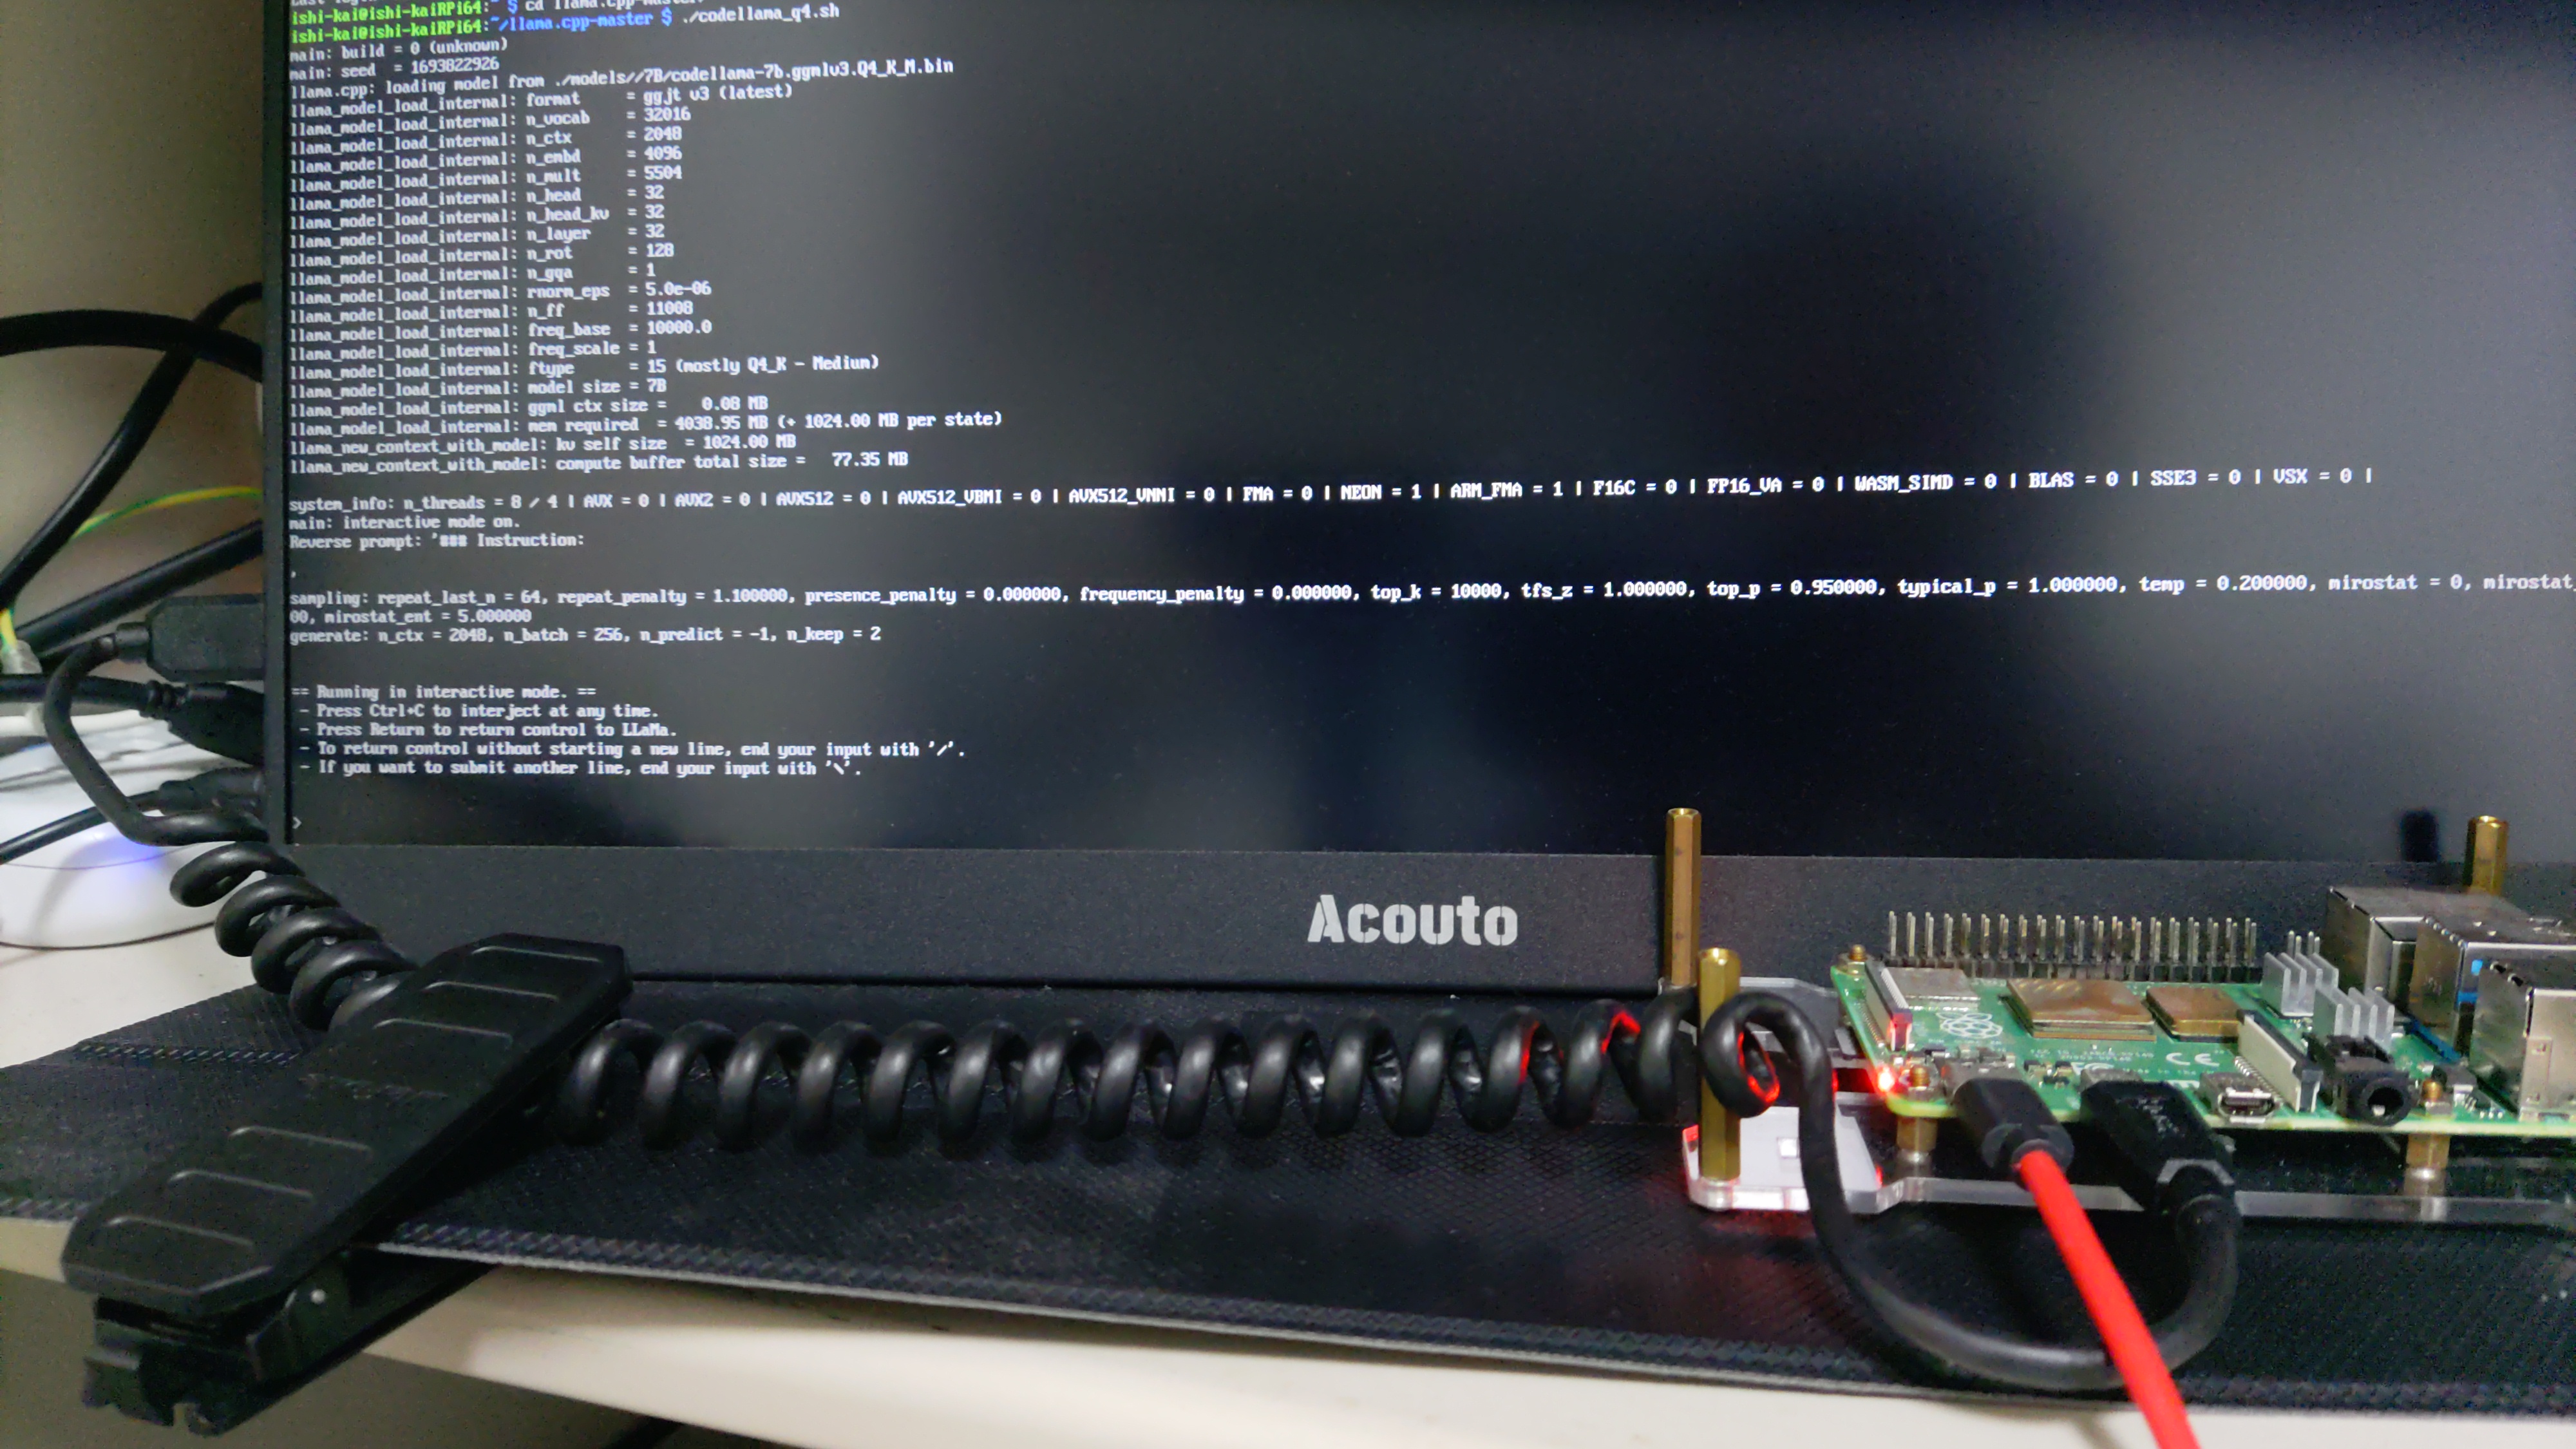 ishi-kai@ishi-kaiRPi64:~ $ cd llama.cpp-master
ishi-kai@ishi-kaiRPi64:~/llama.cpp-master $ ./codellama_q4.sh
main: build = 0 (unknown)
main: seed  = 1693822926
llama.cpp: loading model from ./models//7B/codellama-7b.ggmlv3.Q4_K_M.bin
llama_model_load_internal: format     = ggjt v3 (latest)
llama_model_load_internal: n_vocab    = 32016
llama_model_load_internal: n_ctx      = 2048
llama_model_load_internal: n_embd     = 4096
llama_model_load_internal: n_mult     = 5504
llama_model_load_internal: n_head     = 32
llama_model_load_internal: n_head_kv  = 32
llama_model_load_internal: n_layer    = 32
llama_model_load_internal: n_rot      = 128
llama_model_load_internal: n_gqa      = 1
llama_model_load_internal: rnorm_eps  = 5.0e-06
llama_model_load_internal: n_ff       = 11008
llama_model_load_internal: freq_base  = 10000.0
llama_model_load_internal: freq_scale = 1
llama_model_load_internal: ftype      = 15 (mostly Q4_K - Medium)
llama_model_load_internal: model size = 7B
llama_model_load_internal: ggml ctx size =    0.08 MB
llama_model_load_internal: mem required  = 4038.95 MB (+ 1024.00 MB per state)
llama_new_context_with_model: kv self size  = 1024.00 MB
llama_new_context_with_model: compute buffer total size =   77.35 MB
system_info: n_threads = 8 / 4 | AVX = 0 | AVX2 = 0 | AVX512 = 0 | AVX512_VBMI = 0 | AVX512_VNNI = 0 | FMA = 0 | NEON = 1 | ARM_FMA = 1 | F16C = 0 | FP16_VA = 0 | WASM_SIMD = 0 | BLAS = 0 | SSE3 = 0 | VSX = 0 |
main: interactive mode on.
Reverse prompt: '### Instruction:
'
sampling: repeat_last_n = 64, repeat_penalty = 1.100000, presence_penalty = 0.000000, frequency_penalty = 0.000000, top_k = 10000, tfs_z = 1.000000, top_p = 0.950000, typical_p = 1.000000, temp = 0.200000, mirostat = 0, mirostat_
00, mirostat_ent = 5.000000
generate: n_ctx = 2048, n_batch = 256, n_predict = -1, n_keep = 2
== Running in interactive mode. ==
- Press Ctrl+C to interject at any time.
- Press Return to return control to LLaMa.
- To return control without starting a new line, end your input with '/'.
- If you want to submit another line, end your input with '\'.
>
Acouto
CE